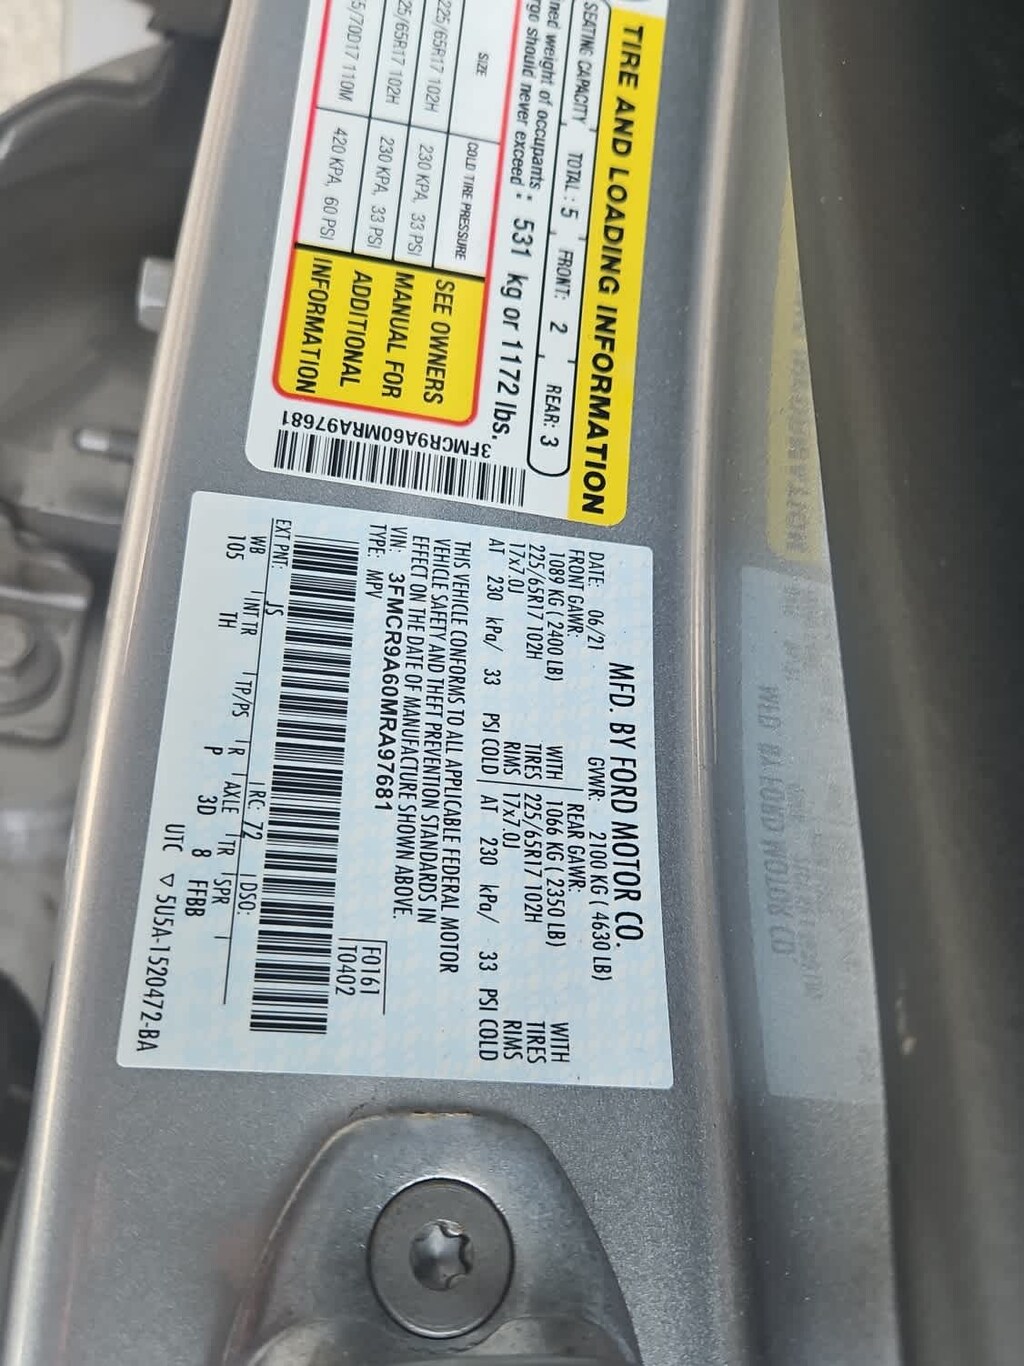 TIRE AND LOADING INFORMATION
SEATING CAPACITY TOTAL: 5 FRONT: 2 REAR: 3
weight of occupants:
should never exceed: 531 kg or 1172 lbs.
SIZE COLD TIRE PRESSURE
225/65R17 102H 230 KPA, 33 PSI
25/65R17 102H 230 KPA, 33 PSI
5/70D17 110M 420 KPA, 60 PSI
SEE OWNERS
MANUAL FOR
ADDITIONAL
INFORMATION
3FMCR9A60MRA97681
MFD. BY FORD MOTOR CO.
DATE: 06/21 GVWR: 2100 KG ( 4630 LB)
FRONT GAWR: REAR GAWR:
1089 KG ( 2400 LB) WITH 1066 KG ( 2350 LB) WITH
225/65R17 102H TIRES 225/65R17 102H TIRES
17x7.0J RIMS 17x7.0J RIMS
AT 230 kPa/ 33 PSI COLD AT 230 kPa/ 33 PSI COLD
THIS VEHICLE CONFORMS TO ALL APPLICABLE FEDERAL MOTOR
VEHICLE SAFETY AND THEFT PREVENTION STANDARDS IN
EFFECT ON THE DATE OF MANUFACTURE SHOWN ABOVE.
VIN: 3FMCR9A60MRA97681
TYPE: MPV
F0161
T0402
EXT PNT: JS RC: 72 DSO:
WB INT TR TP/PS R AXLE TR SPR
105 TH P 3D 8 FFBB
UTC ▽ 5U5A-1520472-BA